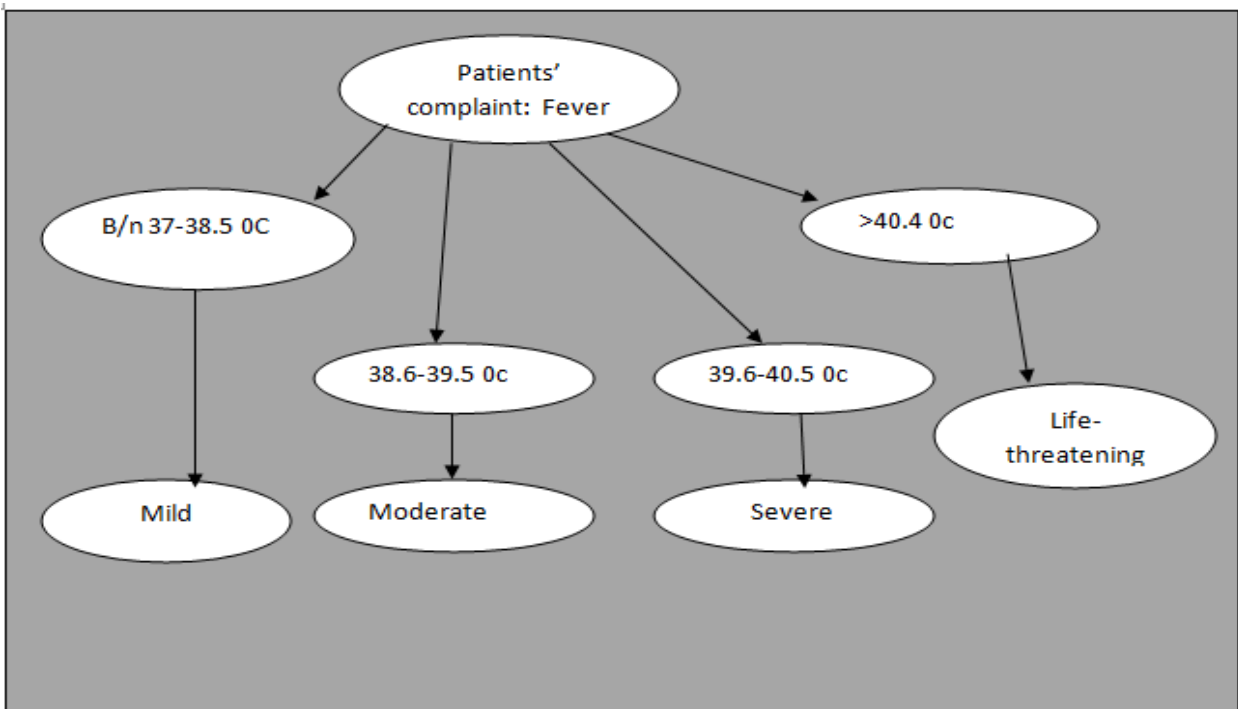 Patients’
complaint: Fever
B/n 37-38.5 0C
>40.4 0c
38.6-39.5 0c
39.6-40.5 0c
Life-
threatening
Mild
Moderate
Severe